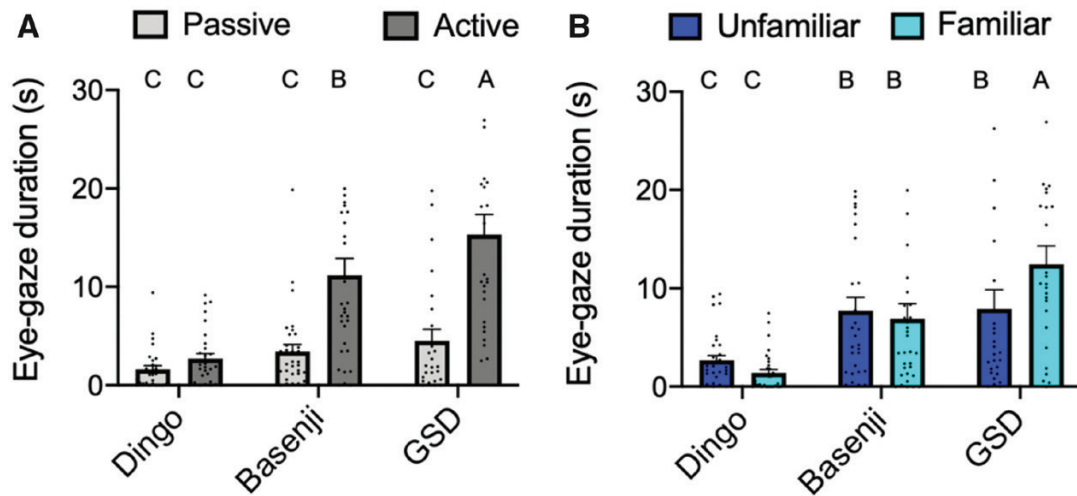 A Passive Active
C C C B C A
Eye-gaze duration (s)
30
20
10
0
Dingo Basenji GSD
B Unfamiliar Familiar
C C B B B A
Eye-gaze duration (s)
30
20
10
0
Dingo Basenji GSD